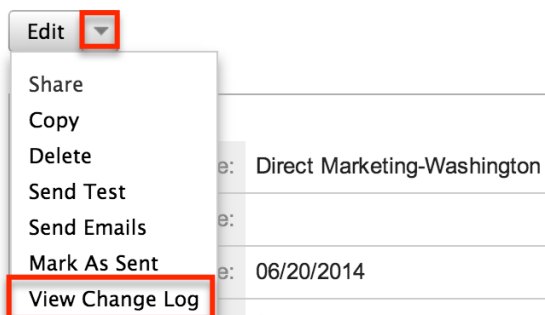 Edit
Share
Copy
Delete
e: Direct Marketing-Washington
Send Test
Send Emails
e:
Mark As Sent
e: 06/20/2014
View Change Log